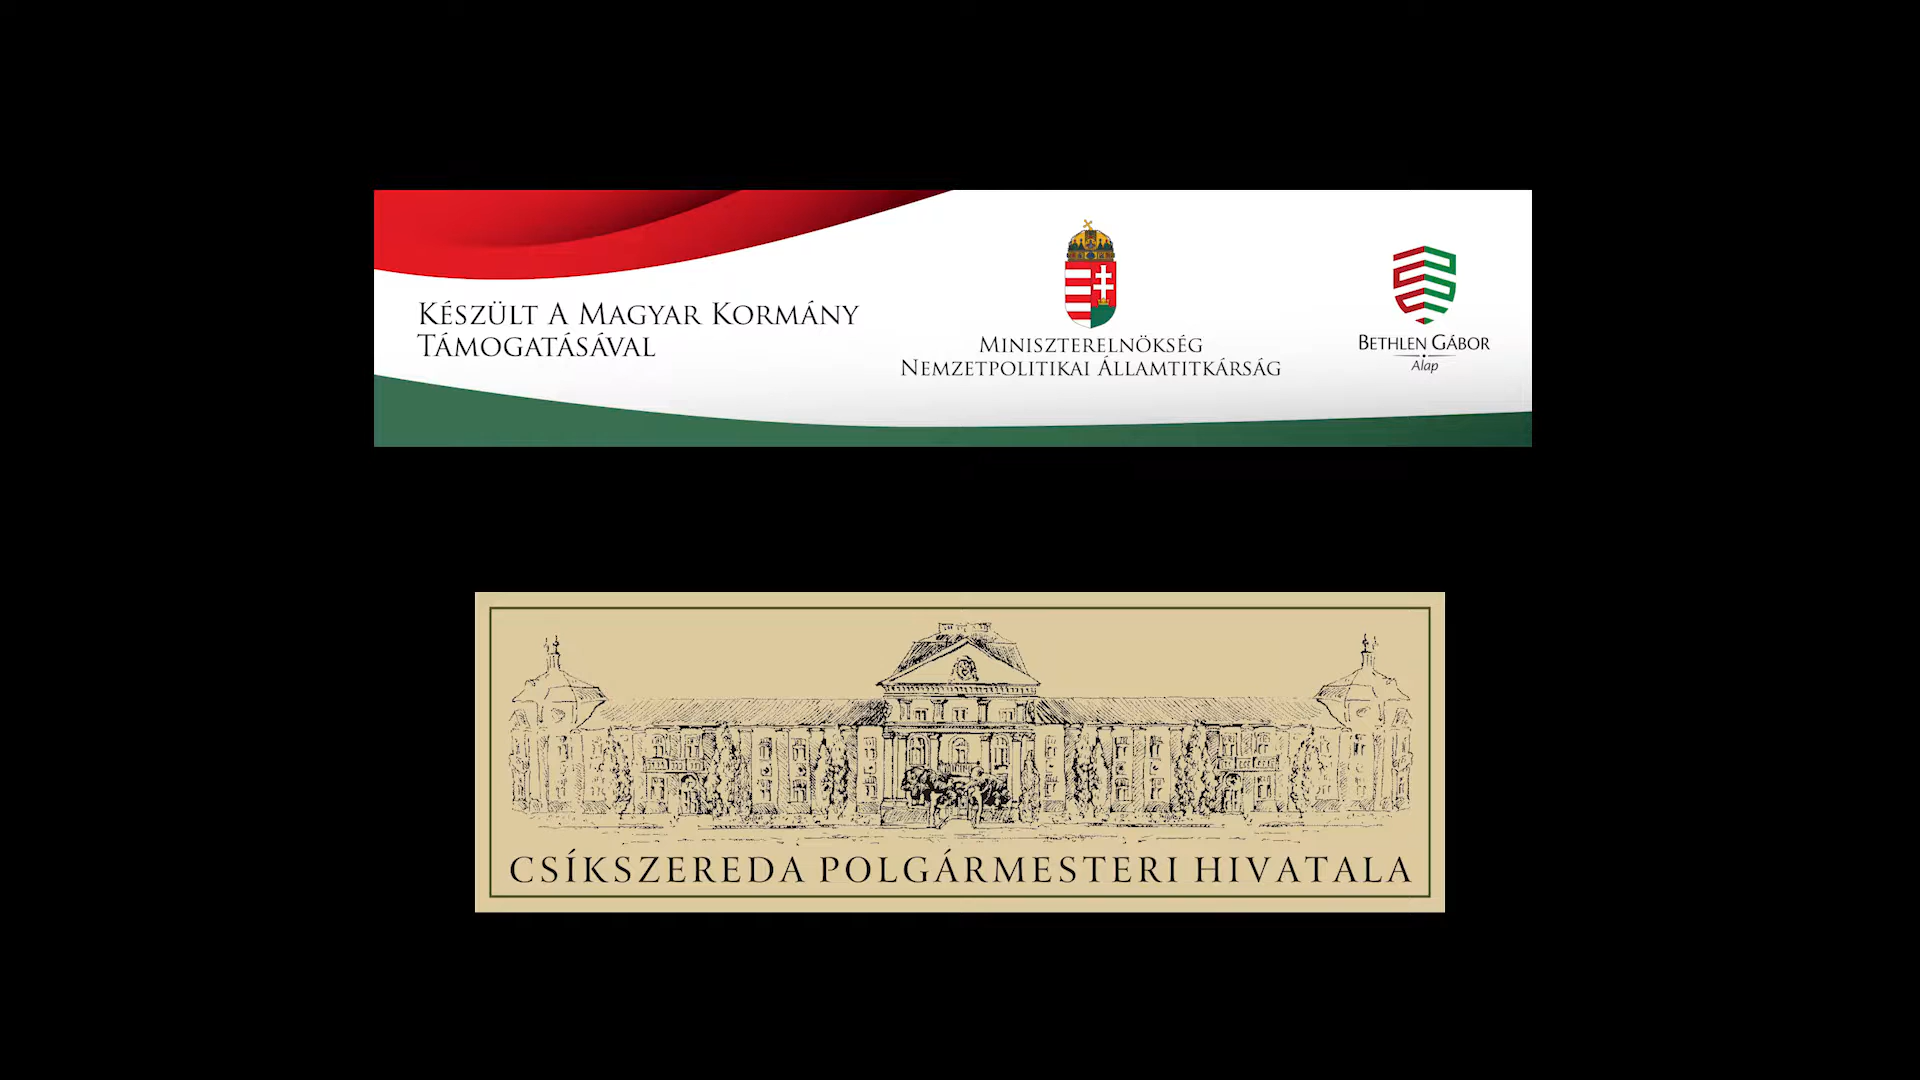 Készült A Magyar Kormány
Támogatásával
Miniszterelnökség
Nemzetpolitikai Államtitkárság
Bethlen Gábor
Alap
CSÍKSZEREDA POLGÁRMESTERI HIVATALA